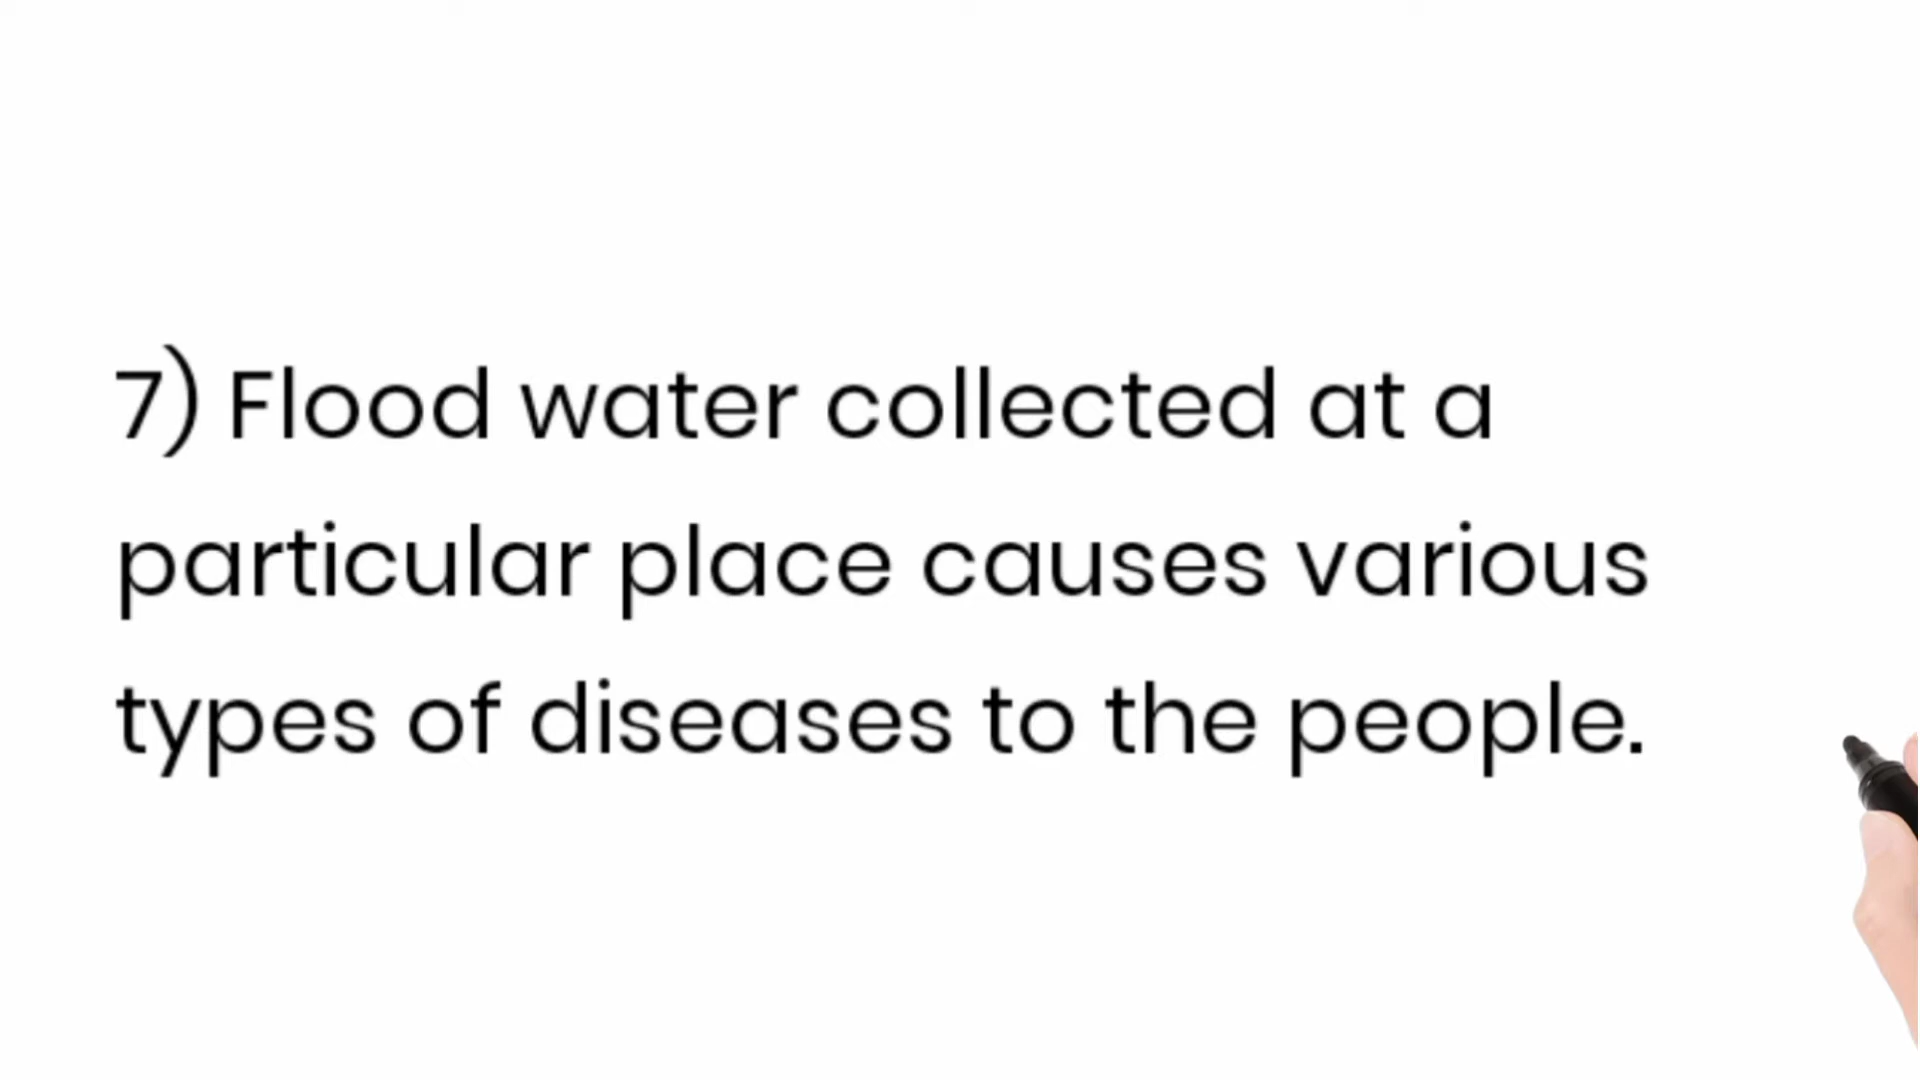 7) Flood water collected at a
particular place causes various
types of diseases to the people.